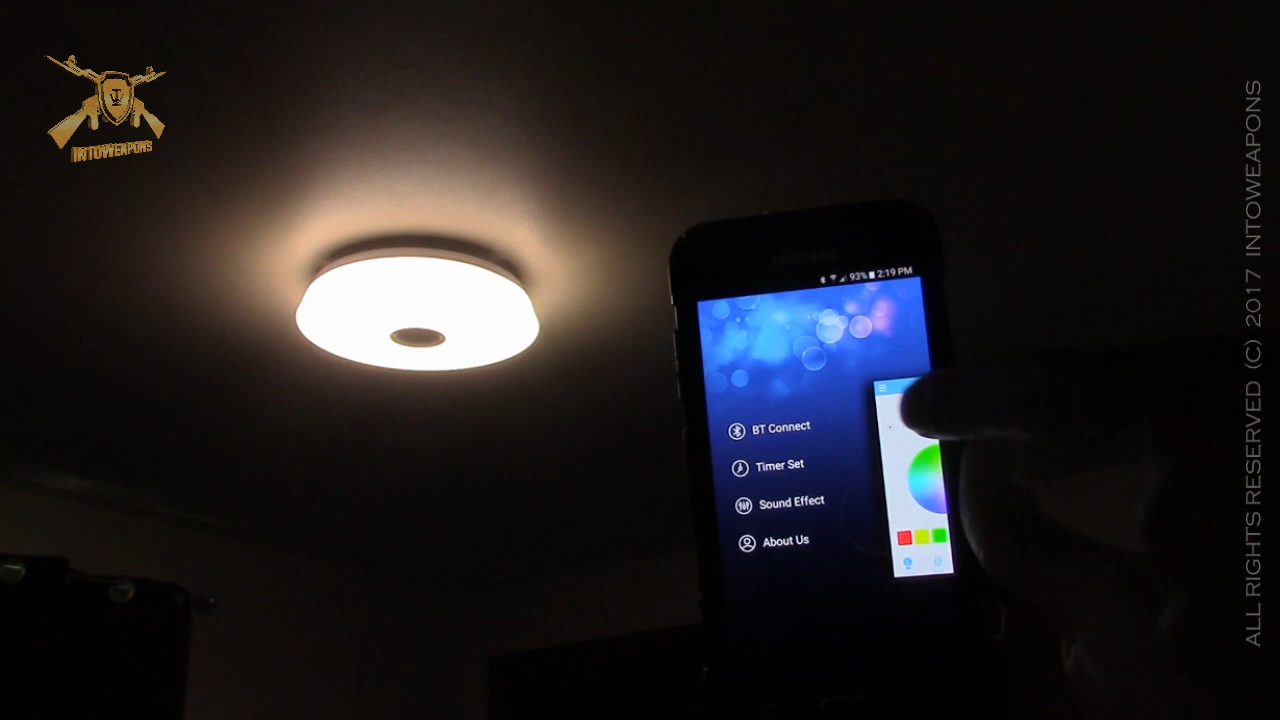 INTOWEAPONS
93% 2:19 PM
BT Connect
Timer Set
Sound Effect
About Us
ALL RIGHTS RESERVED (C) 2017 INTOWEAPONS